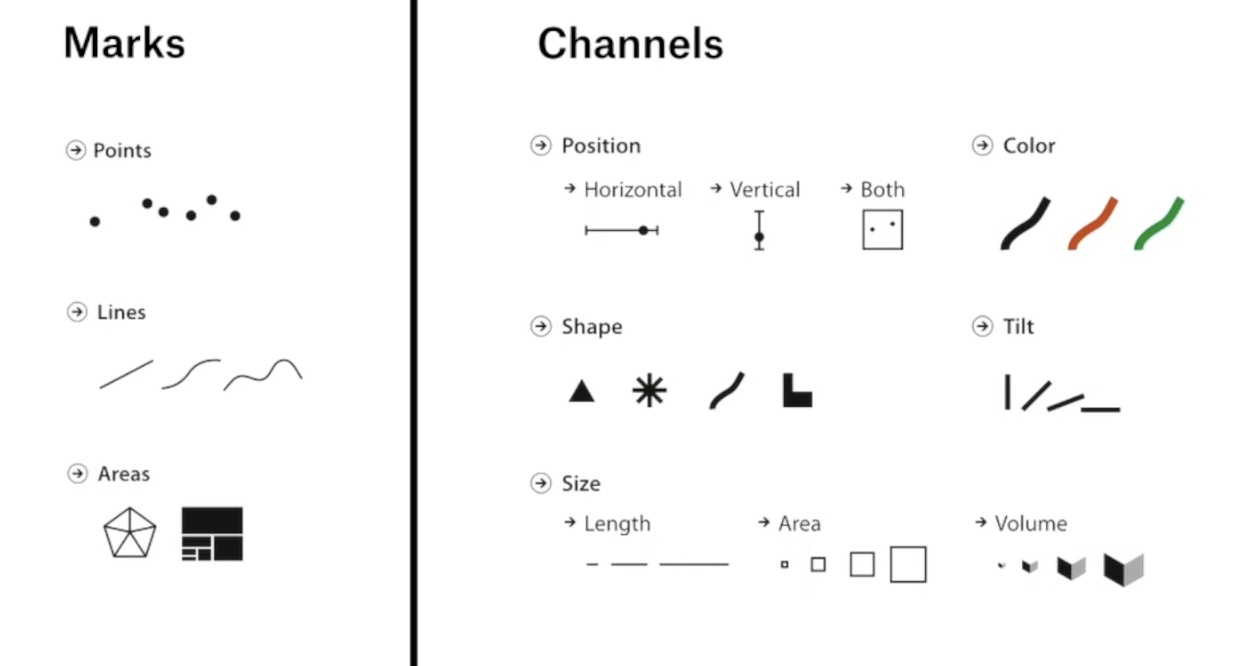 Marks
Points
Lines
Areas
Channels
Position
Horizontal Vertical Both
Color
Shape
Tilt
Size
Length Area Volume